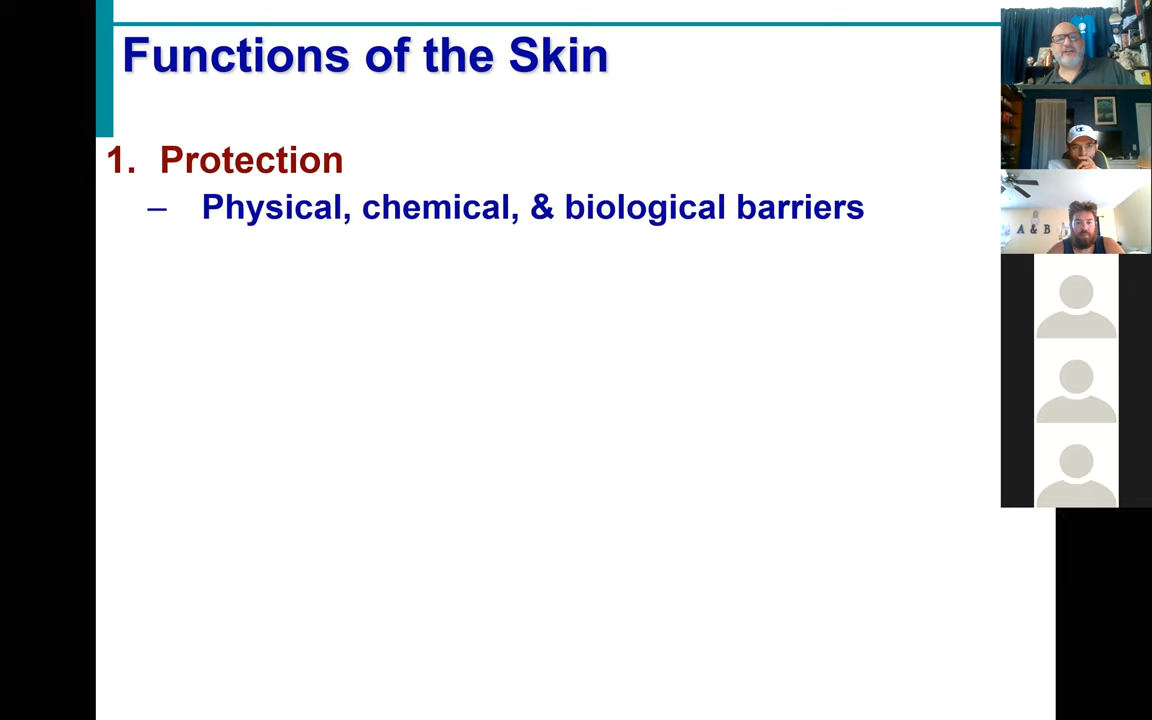 Functions of the Skin
1. Protection
– Physical, chemical, & biological barriers
A & B